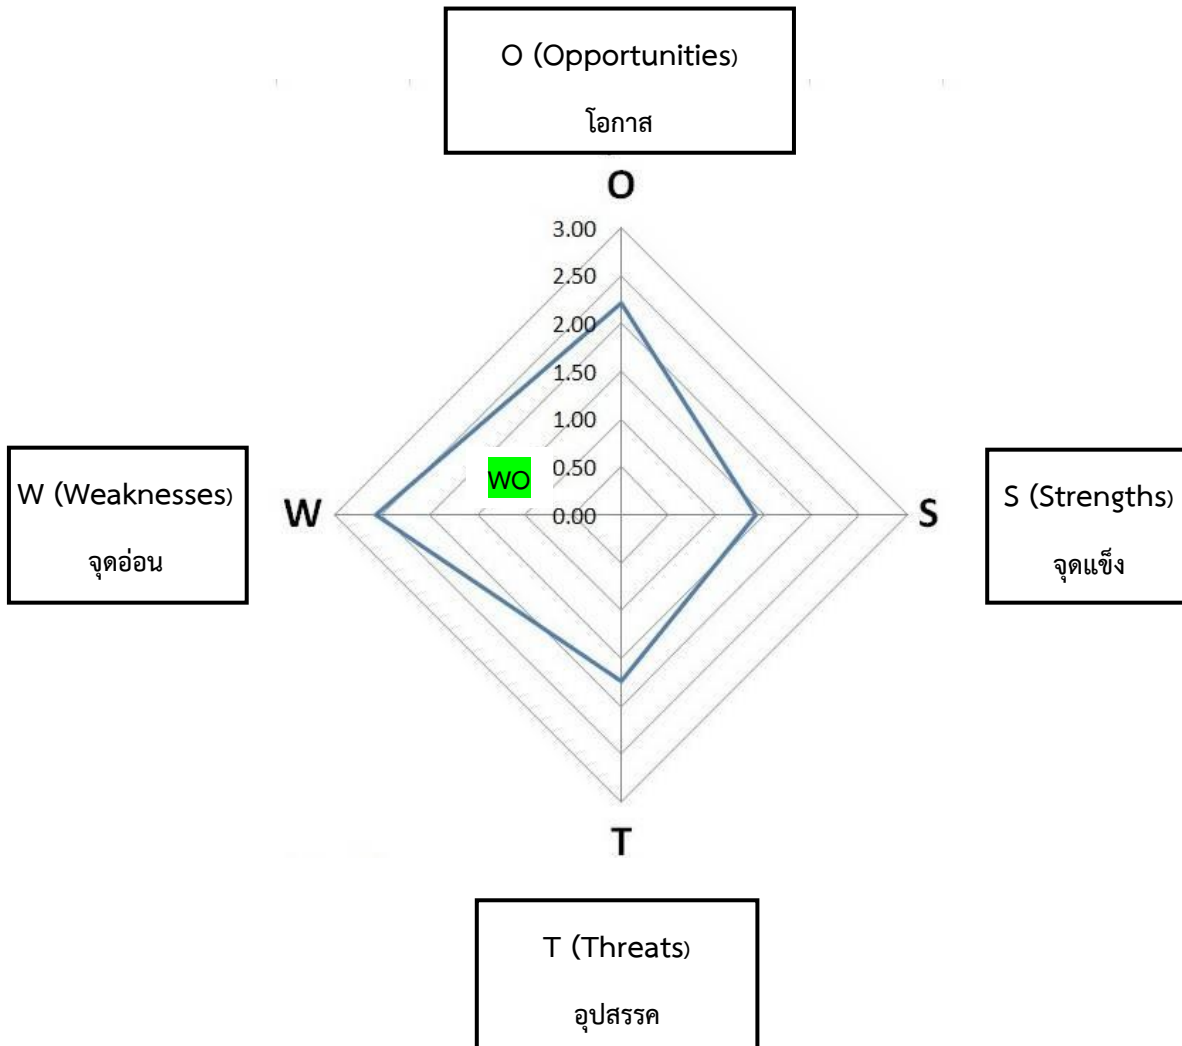 O (Opportunities)
โอกาส
O
3.00
2.50
2.00
1.50
1.00
0.50
0.00
WO
W (Weaknesses)
จุดอ่อน
W
S
S (Strengths)
จุดแข็ง
T
T (Threats)
อุปสรรค